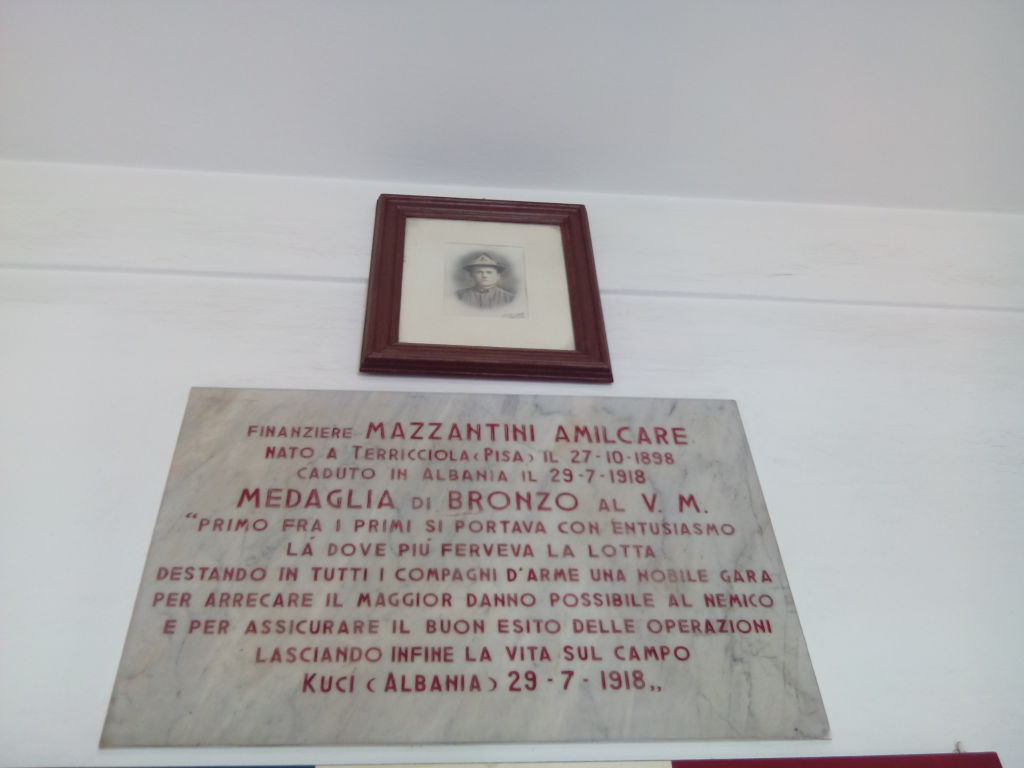 FINANZIERE MAZZANTINI AMILCARE
NATO A TERRICCIOLA (PISA) IL 27-10-1898
CADUTO IN ALBANIA IL 29-7-1918
MEDAGLIA DI BRONZO AL V. M.
"PRIMO FRA I PRIMI SI PORTAVA CON ENTUSIASMO
LÁ DOVE PIÚ FERVEVA LA LOTTA
DESTANDO IN TUTTI I COMPAGNI D'ARME UNA NOBILE GARA
PER ARRECARE IL MAGGIOR DANNO POSSIBILE AL NEMICO
E PER ASSICURARE IL BUON ESITO DELLE OPERAZIONI
LASCIANDO INFINE LA VITA SUL CAMPO
KUCI (ALBANIA) 29-7-1918„